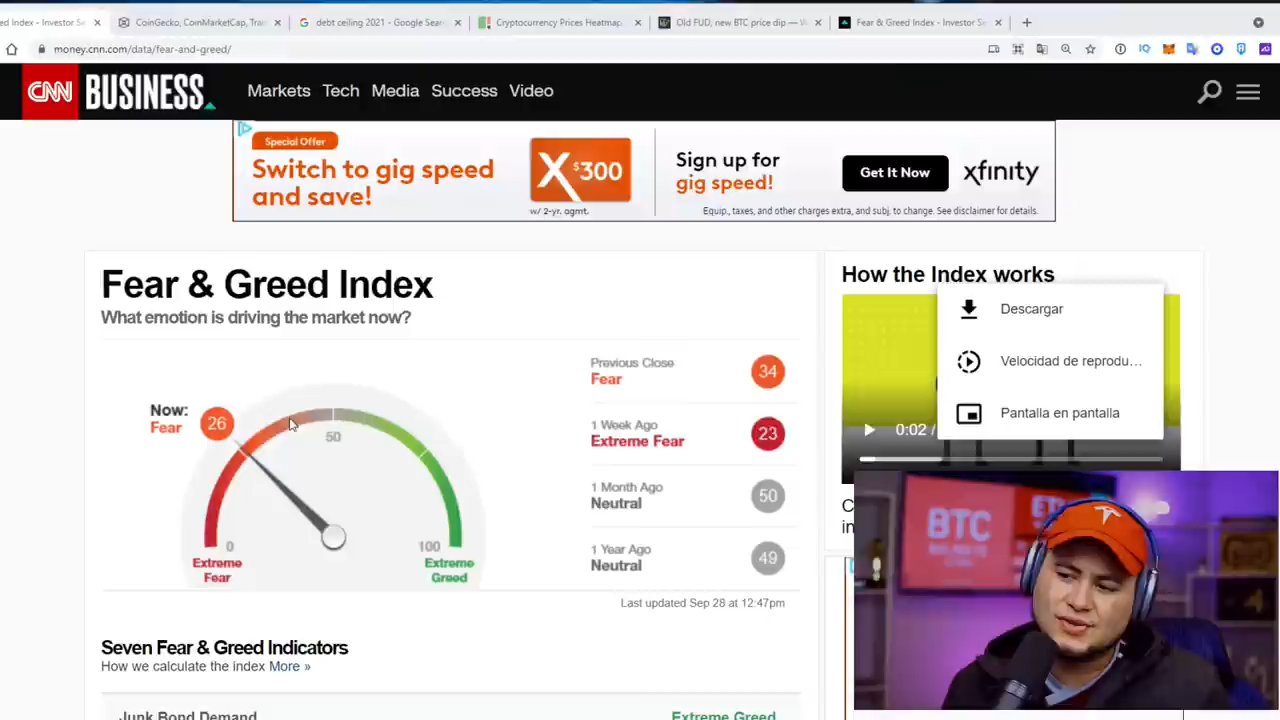 ed Index - Investor Se
CoinGecko, CoinMarketCap, Tra
debt ceiling 2021 - Google Sear
Cryptocurrency Prices Heatmap
Old FUD, new BTC price dip — W
Fear & Greed Index - Investor Se
money.cnn.com/data/fear-and-greed/
CNN BUSINESS
Markets Tech Media Success Video
Special Offer
Switch to gig speed
and save!
X $300
w/ 2-yr. agmt.
Sign up for
gig speed!
Get It Now
xfinity
Equip., taxes, and other charges extra, and subj. to change. See disclaimer for details.
Fear & Greed Index
What emotion is driving the market now?
Now:
Fear
26
50
0
100
Extreme
Fear
Extreme
Greed
Previous Close
Fear
34
1 Week Ago
Extreme Fear
23
1 Month Ago
Neutral
50
1 Year Ago
Neutral
49
Last updated Sep 28 at 12:47pm
Seven Fear & Greed Indicators
How we calculate the index More »
Junk Bond Demand
Extreme Greed
How the Index works
Descargar
Velocidad de reprodu…
Pantalla en pantalla
0:02 /
C
in
BTC